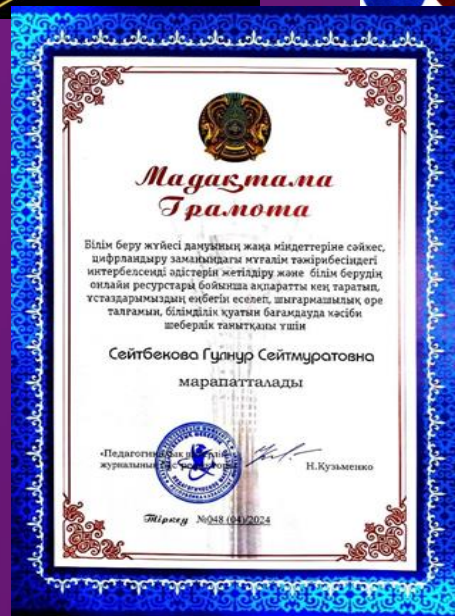 Мадақтама
Грамота
Білім беру жүйесі дамуының жаңа міндеттеріне сәйкес,
цифрландыру заманындағы мұғалім тәжірибесіндегі
интербелсенді әдістерін жетілдіру және білім берудің
онлайн ресурстары бойынша ақпаратты кең таратып,
ұстаздарымыздың еңбегін еселеп, шығармашылық өре
талғамын, білімділік қуатын бағамдауда кәсіби
шеберлік танытқаны үшін
Сейтбекова Гулнур Сейтмуратовна
марапатталады
«Педагогикалық
журналының
Н.Кузьменко
Тіркеу №048 (04)2024